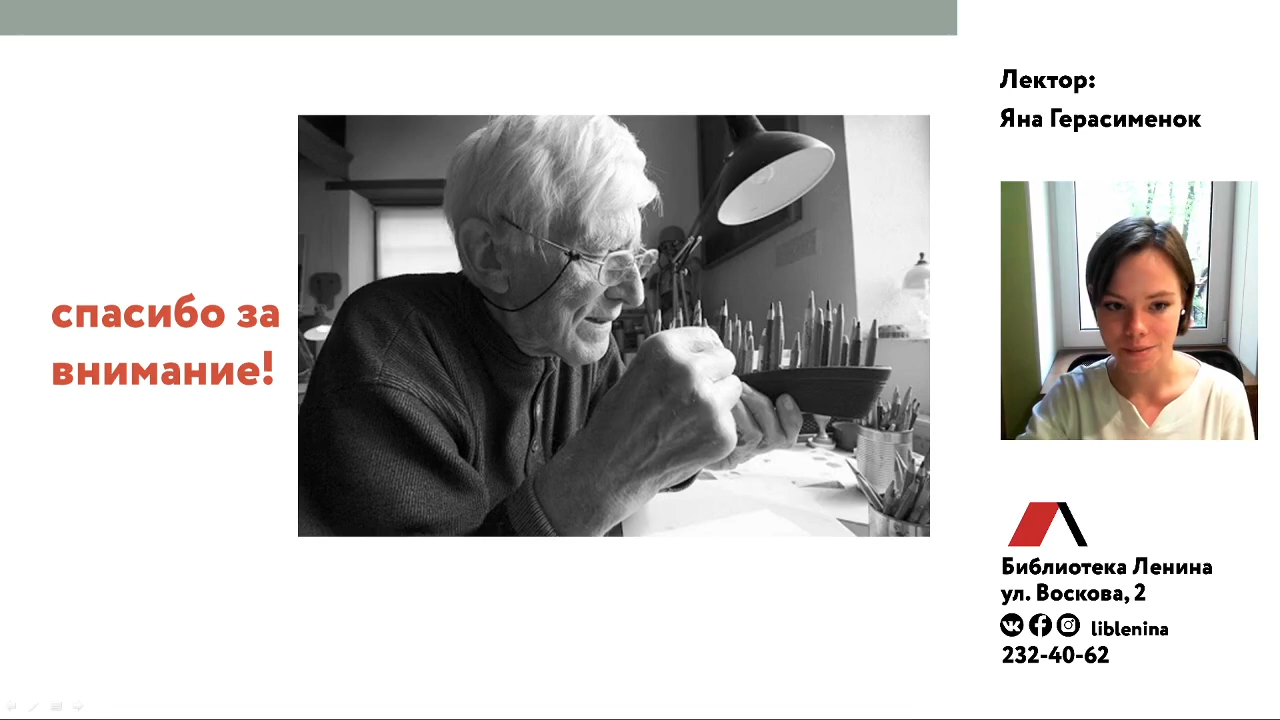 спасибо за
внимание!
Лектор:
Яна Герасименок
Библиотека Ленина
ул. Воскова, 2
liblenina
232-40-62